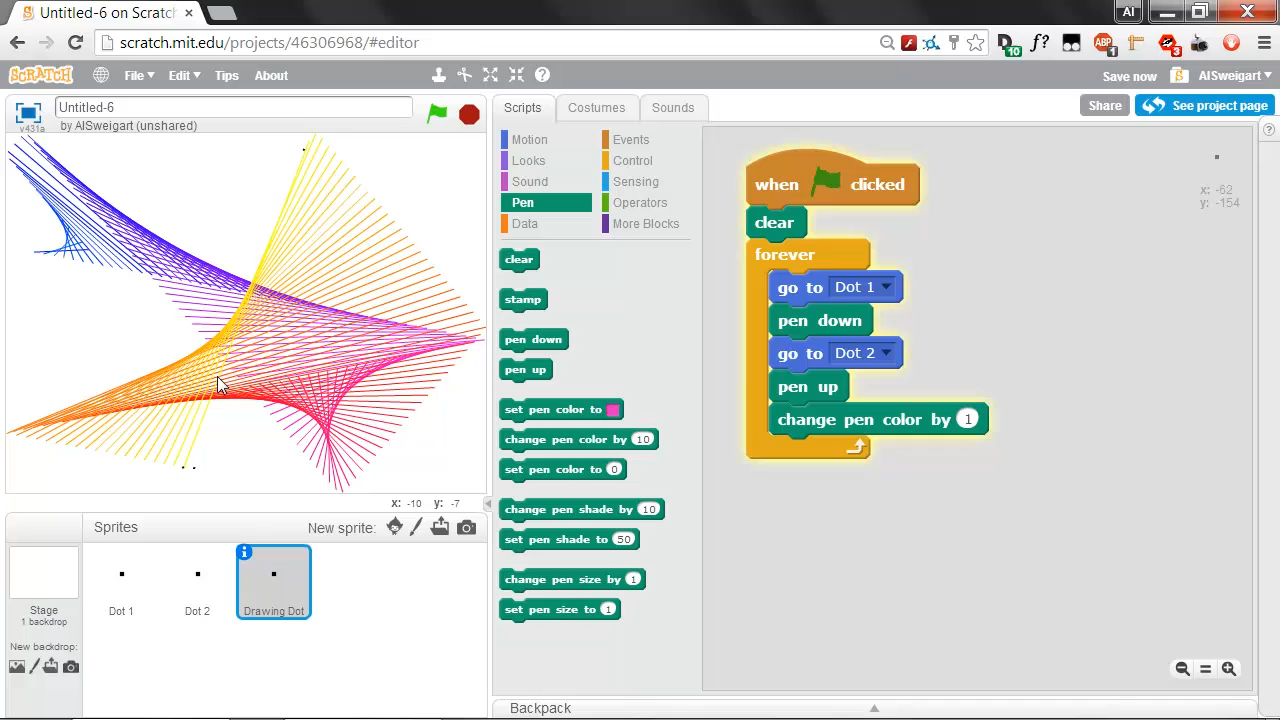 Untitled-6 on Scratch
AI
scratch.mit.edu/projects/46306968/#editor
10
ƒ?
ABP
1
3
SCRATCH
File
Edit
Tips
About
Save now
AlSweigart
Untitled-6
by AlSweigart (unshared)
v431a
Scripts
Costumes
Sounds
Share
See project page
Motion
Events
Looks
Control
Sound
Sensing
Pen
Operators
Data
More Blocks
clear
stamp
pen down
pen up
set pen color to
change pen color by 10
set pen color to 0
change pen shade by 10
set pen shade to 50
change pen size by 1
set pen size to 1
when clicked
clear
forever
go to Dot 1
pen down
go to Dot 2
pen up
change pen color by 1
x: -62
y: -154
x: -10 y: -7
Sprites
New sprite:
Stage
1 backdrop
New backdrop:
Dot 1
Dot 2
Drawing Dot
Backpack